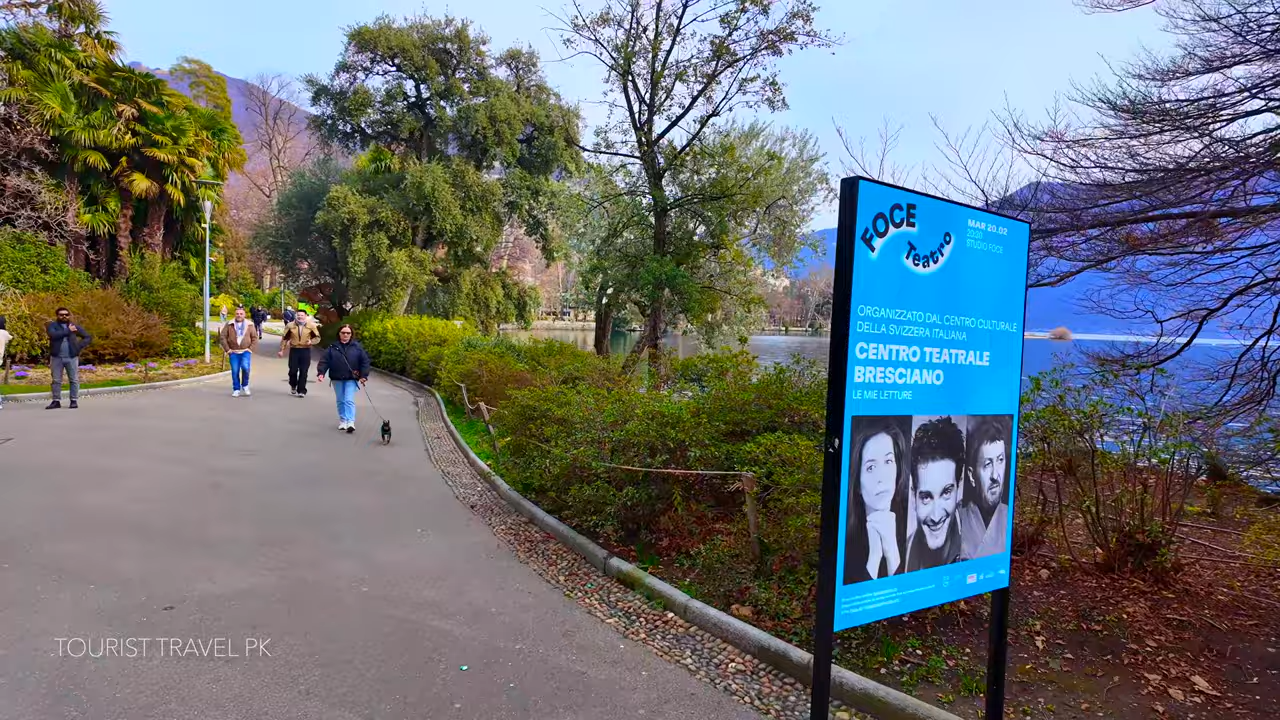 FOCE
Teatro
MAR 20.02
20:30
STUDIO FOCE
ORGANIZZATO DAL CENTRO CULTURALE
DELLA SVIZZERA ITALIANA
CENTRO TEATRALE
BRESCIANO
LE MIE LETTURE
TOURIST TRAVEL PK